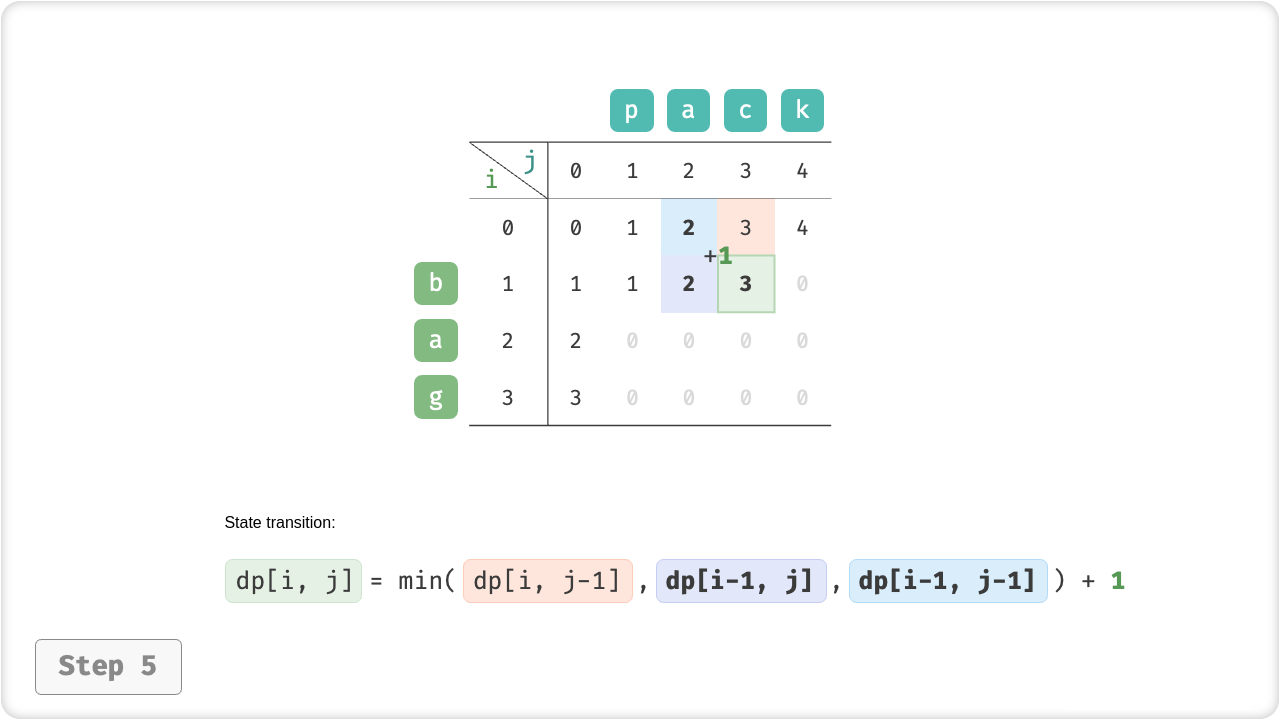 p a c k
j
i 0 1 2 3 4
0 0 1 2 3 4
+1
b 1 1 1 2 3 0
a 2 2 0 0 0 0
g 3 3 0 0 0 0
State transition:
dp[i, j] = min( dp[i, j-1] , dp[i-1, j] , dp[i-1, j-1] ) + 1
Step 5